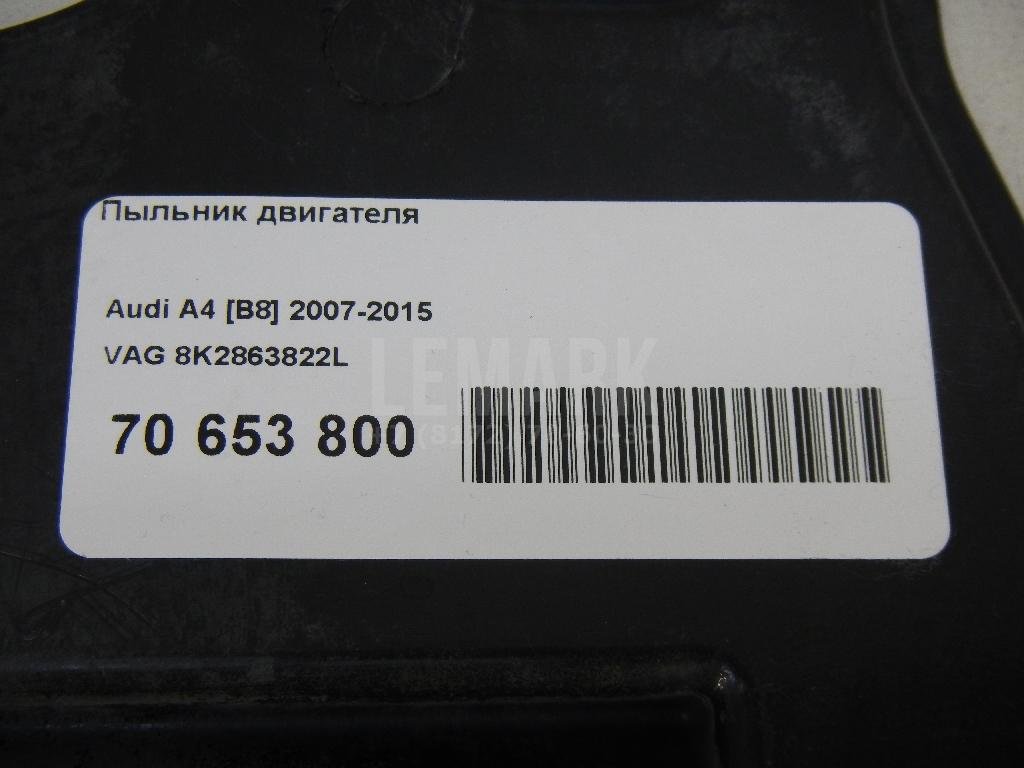 Пыльник двигателя
Audi A4 [B8] 2007-2015
VAG 8K2863822L
LEMARK
70 653 800